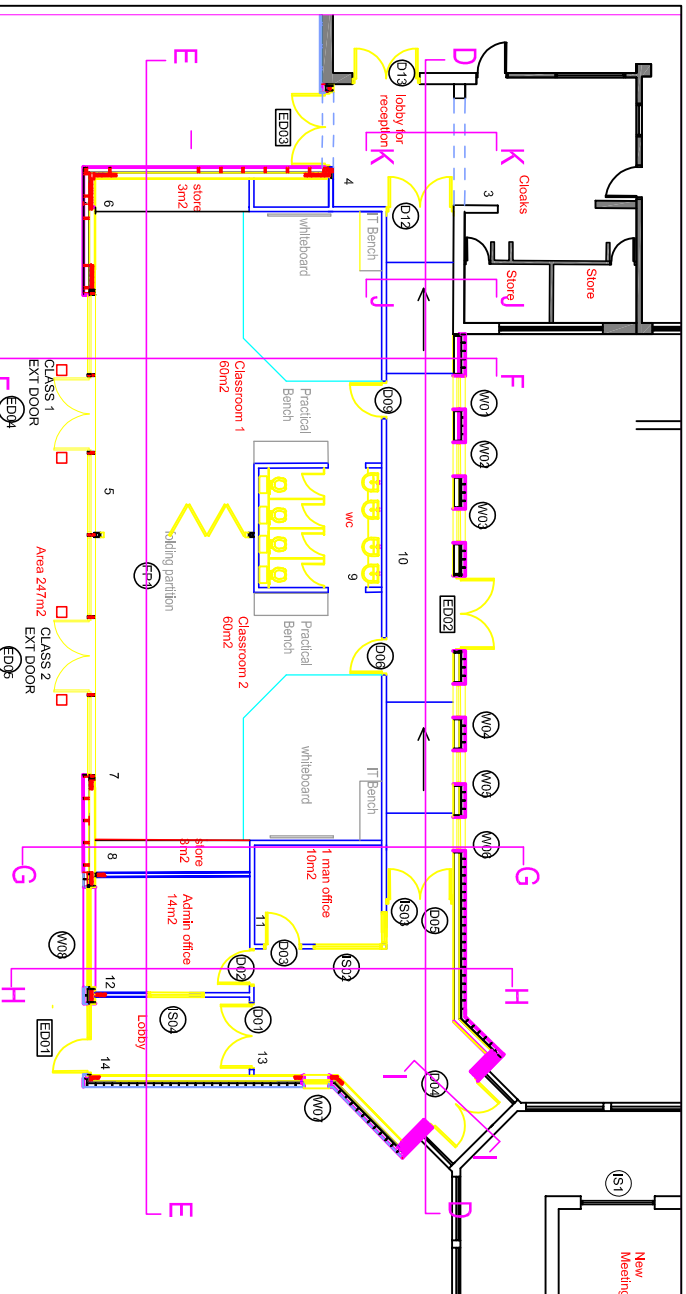 E
D
D13
ED03
lobby for
reception
K
K
Cloaks
4
3
store
3m2
6
D12
IT Bench
whiteboard
Store
Store
J
J
F
CLASS 1
EXT DOOR
ED04
Classroom 1
60m2
Practical
Bench
D09
W01
W02
W03
5
wc
10
9
folding partition
FP1
ED02
Area 247m2
CLASS 2
EXT DOOR
ED05
Classroom 2
60m2
Practical
Bench
D06
W04
W05
W06
whiteboard
IT Bench
7
8
store
3m2
G
G
1 man office
10m2
Admin office
14m2
11
D03
D02
IS02
IS03
D05
W08
12
H
H
IS04
Lobby
D01
13
ED01
14
W07
D04
I
I
E
D
IS1
New
Meeting